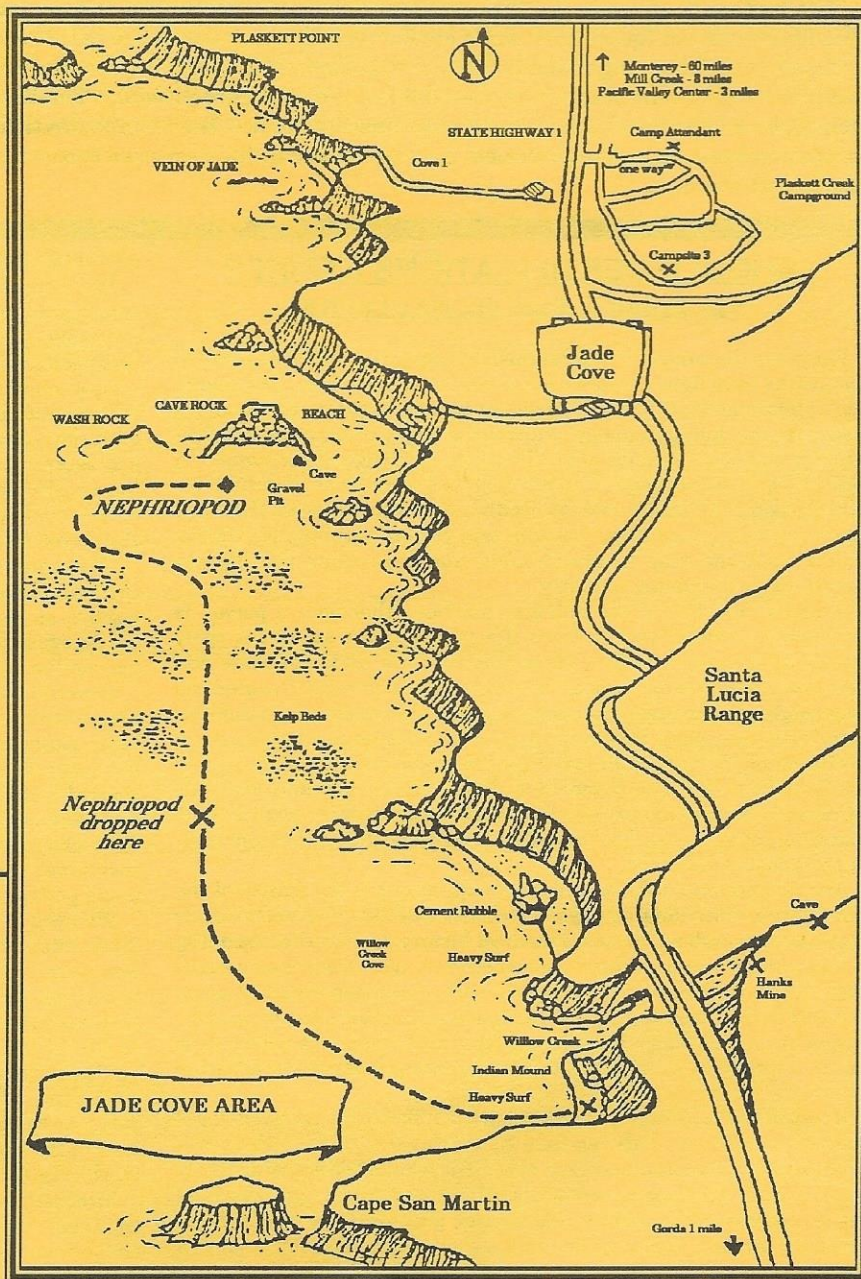 PLASKETT POINT
N
Monterey - 60 miles
Mill Creek - 8 miles
Pacific Valley Center - 3 miles
STATE HIGHWAY 1
Camp Attendant
VEIN OF JADE
Cove 1
one way
Plaskett Creek
Campground
Campsite 3
Jade
Cove
WASH ROCK
CAVE ROCK
BEACH
Cave
Gravel
Pit
NEPHRIOPOD
Santa
Lucia
Range
Kelp Beds
Nephriopod
dropped
here
Cave
Cement Rubble
Willow
Creek
Cove
Heavy Surf
Hanks
Mine
Willlow Creek
Indian Mound
Heavy Surf
JADE COVE AREA
Cape San Martin
Gorda 1 mile